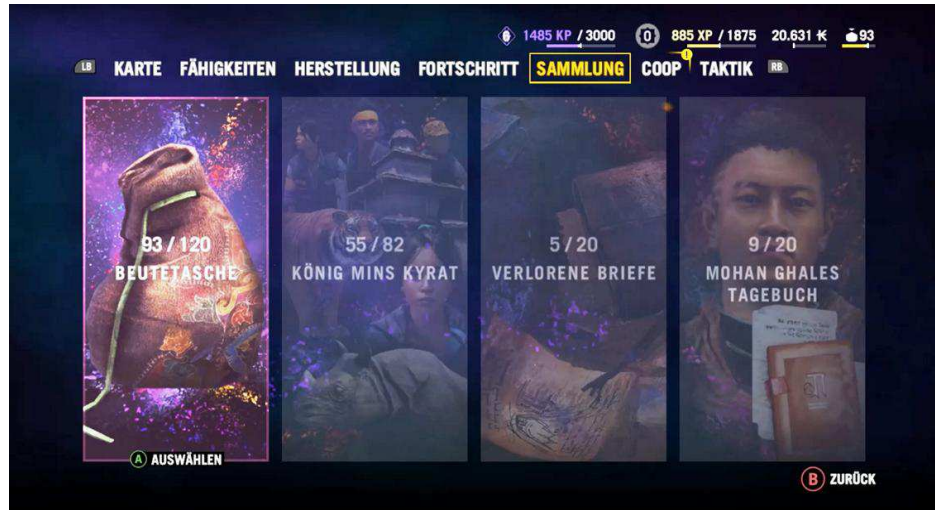 6 1485 KP / 3000 0 885 XP / 1875 20.631 93
LB KARTE FÄHIGKEITEN HERSTELLUNG FORTSCHRITT SAMMLUNG COOP ! TAKTIK RB
93 / 120
BEUTETASCHE
55 / 82
KÖNIG MINS KYRAT
5 / 20
VERLORENE BRIEFE
9 / 20
MOHAN GHALES
TAGEBUCH
A AUSWÄHLEN
B ZURÜCK